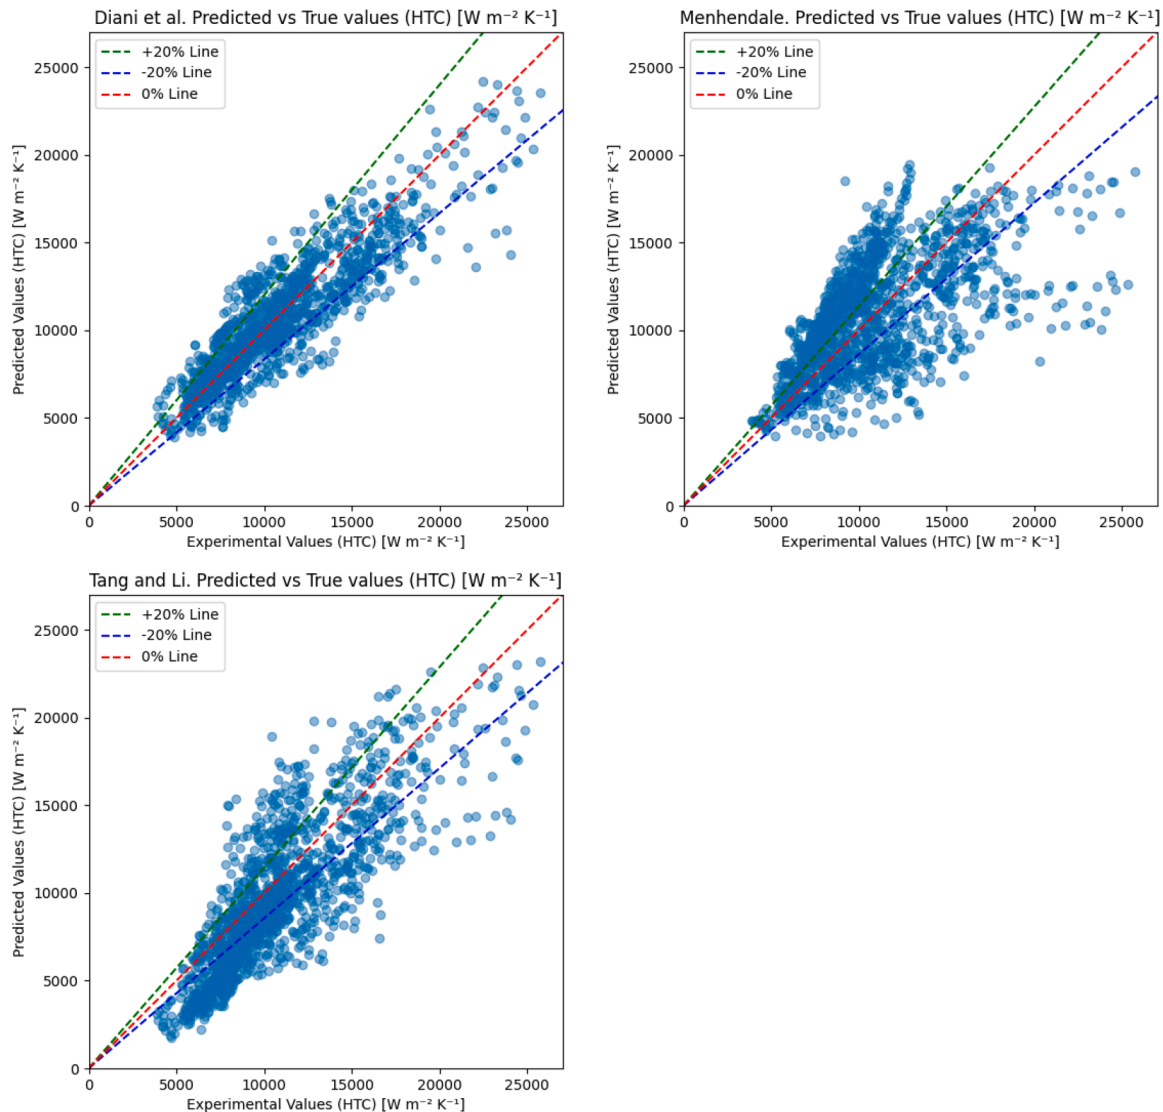 Diani et al. Predicted vs True values (HTC) [W m⁻² K⁻¹]
+20% Line
-20% Line
0% Line
25000
20000
15000
10000
5000
0
Predicted Values (HTC) [W m⁻² K⁻¹]
0 5000 10000 15000 20000 25000
Experimental Values (HTC) [W m⁻² K⁻¹]
Menhendale. Predicted vs True values (HTC) [W m⁻² K⁻¹]
+20% Line
-20% Line
0% Line
25000
20000
15000
10000
5000
0
Predicted Values (HTC) [W m⁻² K⁻¹]
0 5000 10000 15000 20000 25000
Experimental Values (HTC) [W m⁻² K⁻¹]
Tang and Li. Predicted vs True values (HTC) [W m⁻² K⁻¹]
+20% Line
-20% Line
0% Line
25000
20000
15000
10000
5000
0
Predicted Values (HTC) [W m⁻² K⁻¹]
0 5000 10000 15000 20000 25000
Experimental Values (HTC) [W m⁻² K⁻¹]